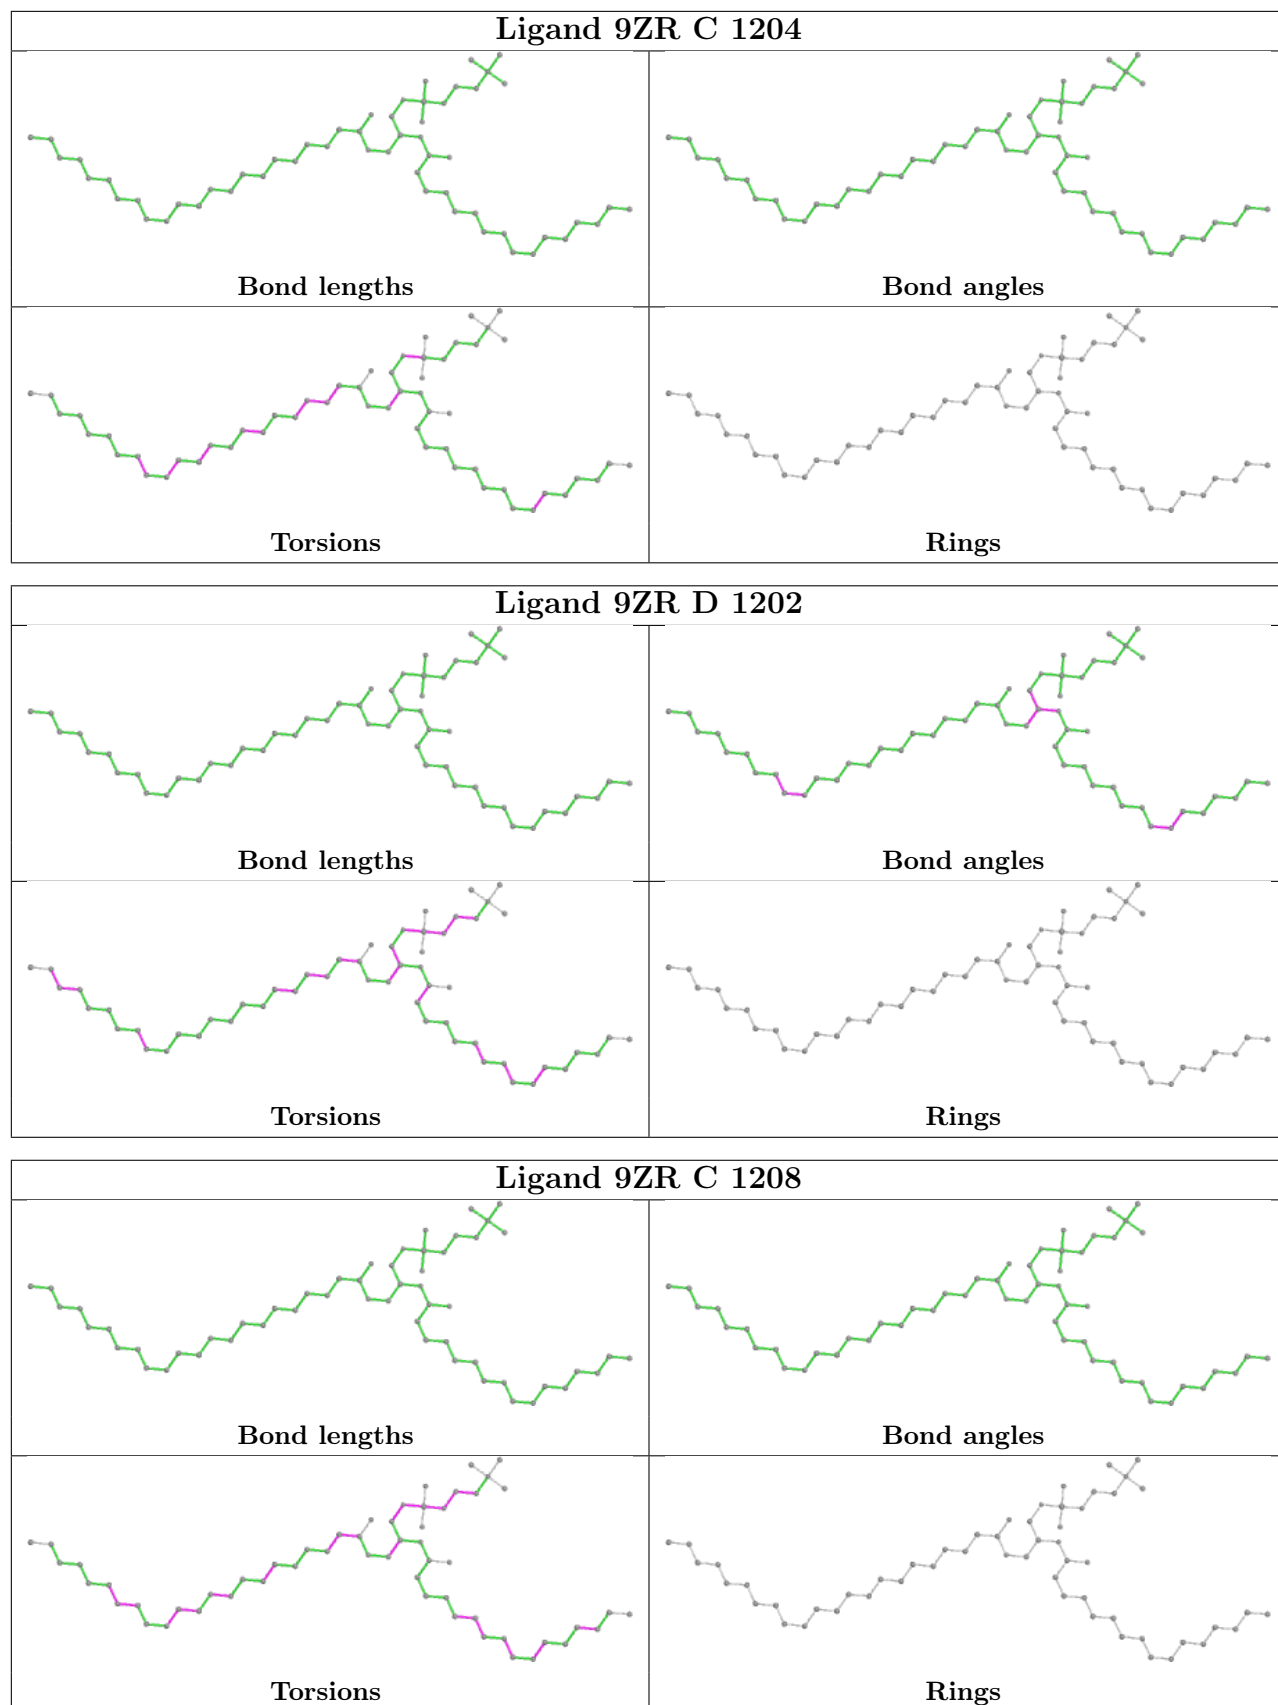 Ligand 9ZR C 1204
Bond lengths
Bond angles
Torsions
Rings
Ligand 9ZR D 1202
Bond lengths
Bond angles
Torsions
Rings
Ligand 9ZR C 1208
Bond lengths
Bond angles
Torsions
Rings